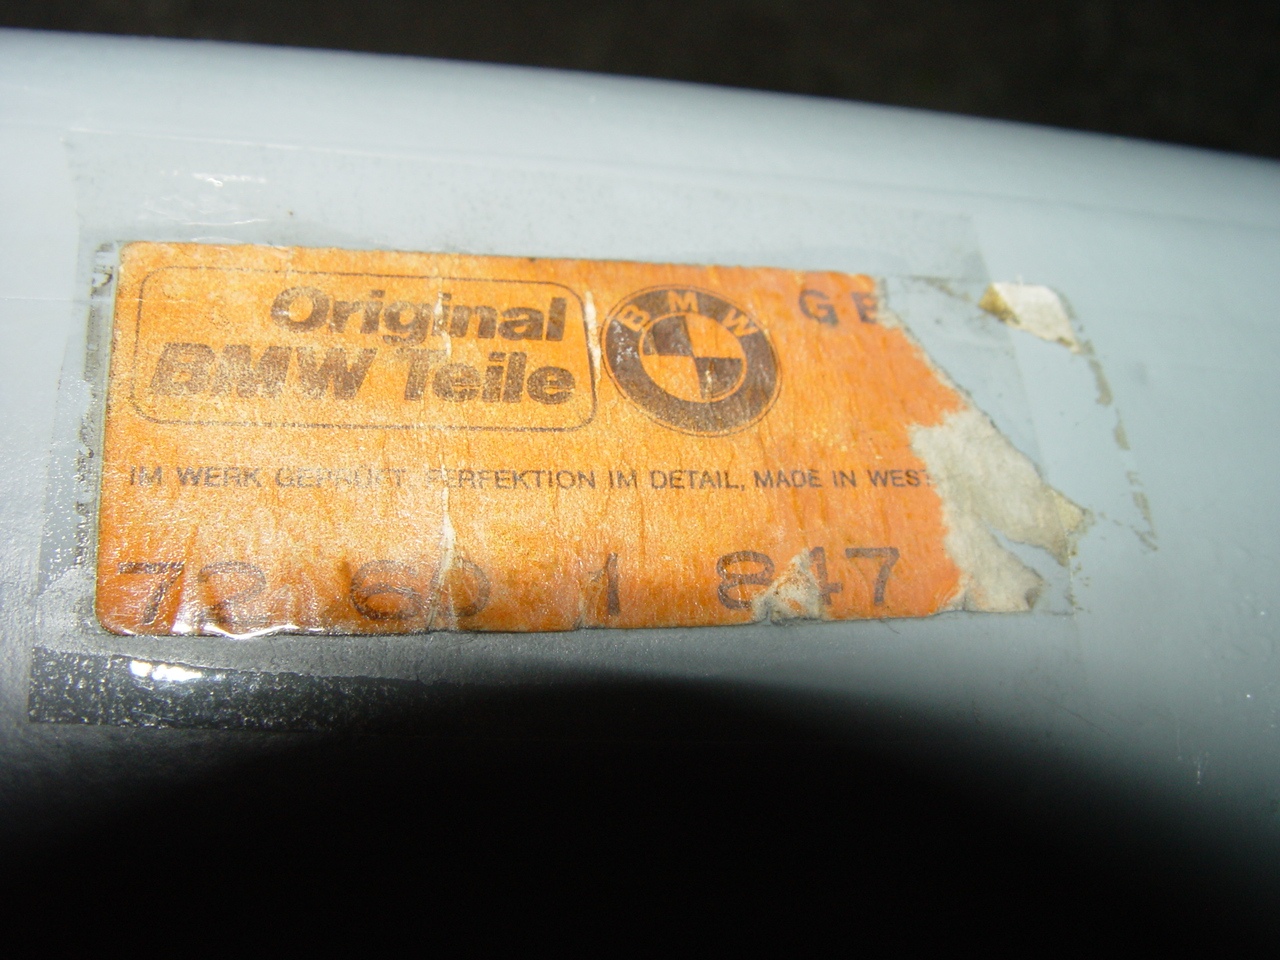 Original
BMW Teile
BMW
GE
IM WERK GEPRÜFT. PERFEKTION IM DETAIL, MADE IN WEST
72 60 1 847